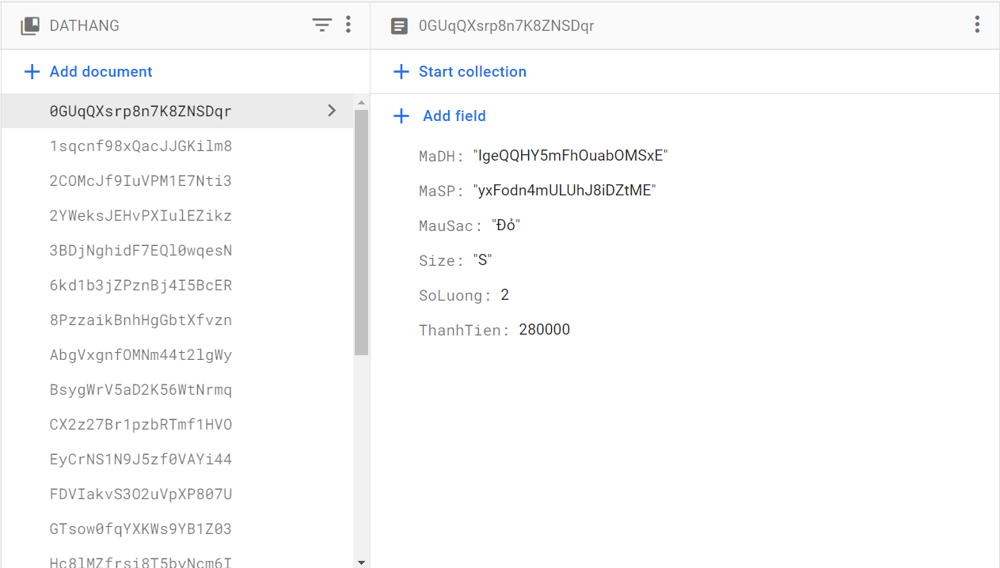 DATHANG
Add document
0GUqQXsrp8n7K8ZNSDqr
1sqcnf98xQacJJGKilm8
2COMcJf9IuVPM1E7Nti3
2YWeksJEHvPXIulEZikz
3BDjNghidF7EQl0wqesN
6kd1b3jZPznBj4I5BcER
8PzzaikBnhHgGbtXfvzn
AbgVxgnfOMNm44t2lgWy
BsygWrV5aD2K56WtNrmq
CX2z27Br1pzbRTmf1HVO
EyCrNS1N9J5zf0VAYi44
FDVIakvS3O2uVpXP807U
GTsow0fqYXKWs9YB1Z03
Hc8lMZfrsi8T5byNcm6I
0GUqQXsrp8n7K8ZNSDqr
Start collection
Add field
MaDH: "IgeQQHY5mFhOuabOMSxE"
MaSP: "yxFodn4mULUhJ8iDZtME"
MauSac: "Đỏ"
Size: "S"
SoLuong: 2
ThanhTien: 280000